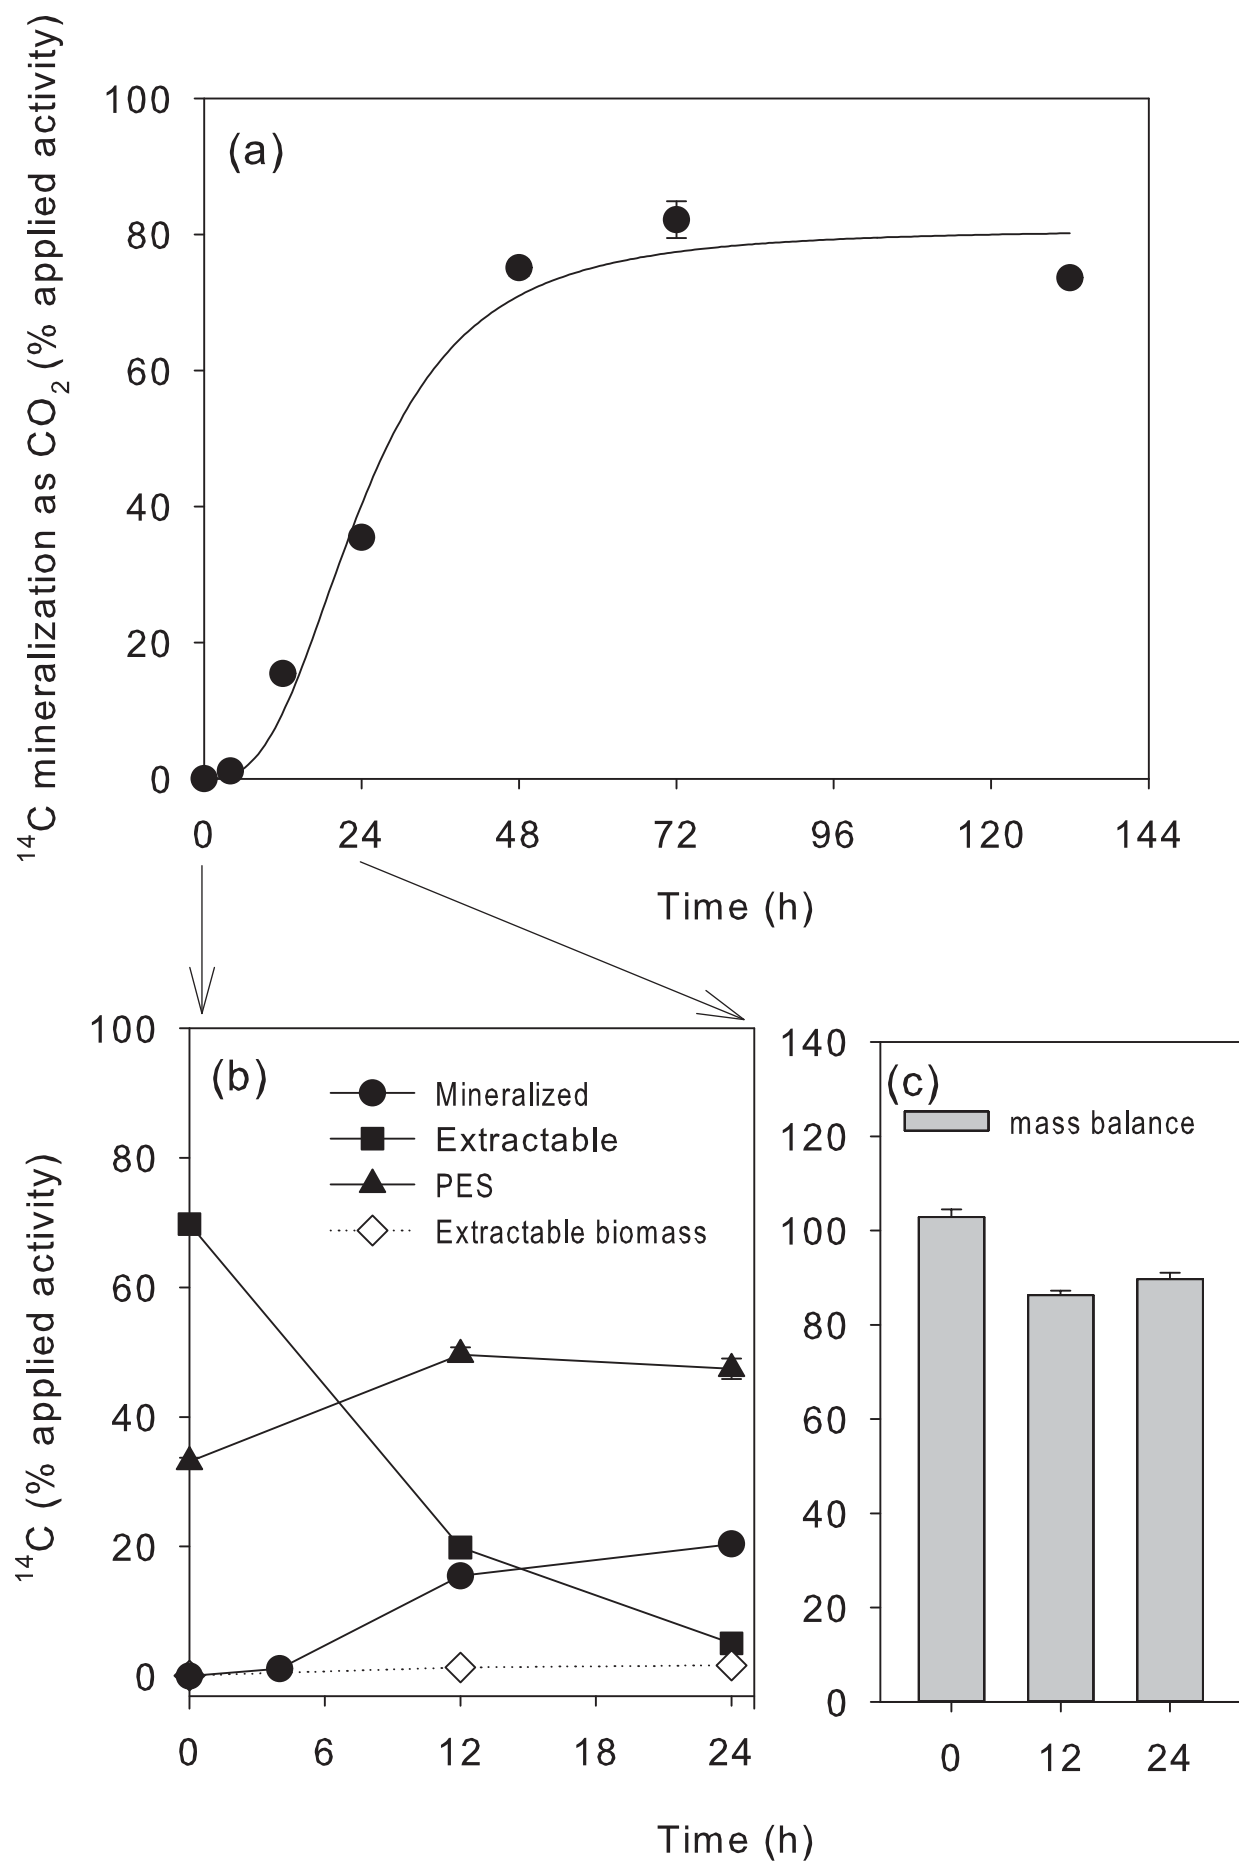 ¹⁴C mineralization as CO₂ (% applied activity)
100
80
60
40
20
0
(a)
0 24 48 72 96 120 144
Time (h)
¹⁴C (% applied activity)
100
80
60
40
20
0
(b)
Mineralized
Extractable
PES
Extractable biomass
0 6 12 18 24
140
120
100
80
60
40
20
0
(c)
mass balance
0 12 24
Time (h)